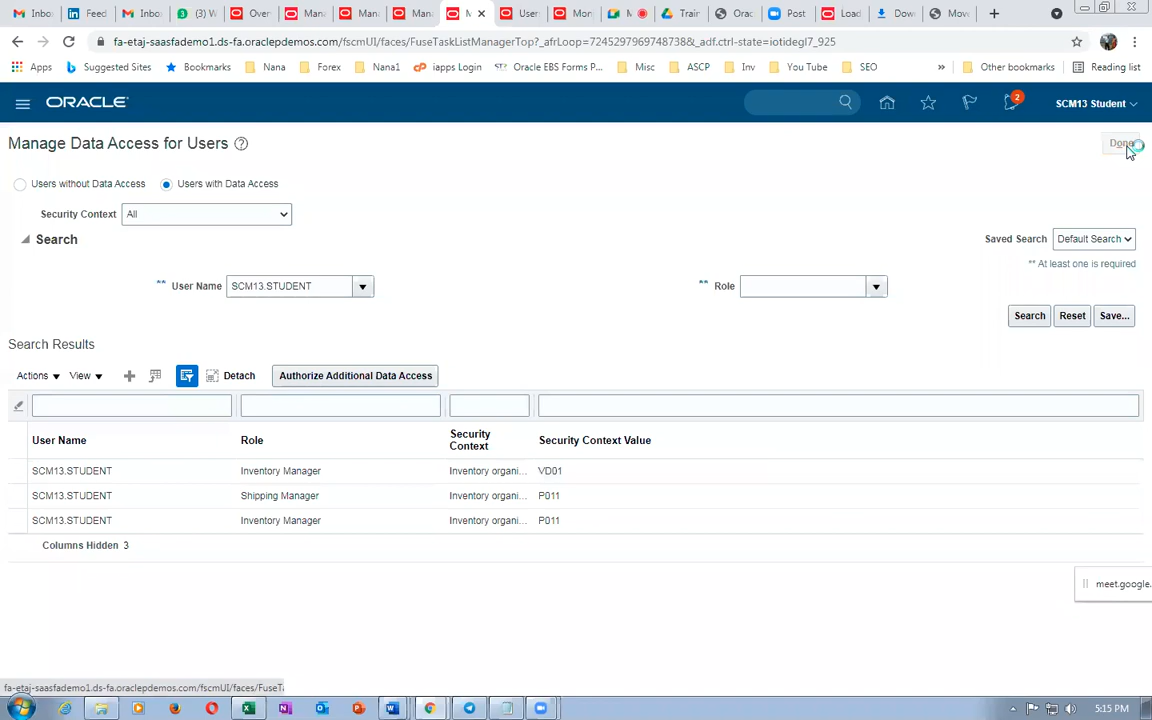 Inbo
Feed
Inbo
(3) W
Over
Mana
Mana
Mana
M
User
Mon
M
Train
Orac
Post
Load
Dow
Mov
fa-etaj-saasfademo1.ds-fa.oraclepdemos.com/fscmUI/faces/FuseTaskListManagerTop?_afrLoop=7245297969748738&_adf.ctrl-state=iotidegl7_925
Apps
Suggested Sites
Bookmarks
Nana
Forex
Nana1
iapps Login
Oracle EBS Forms P...
Misc
ASCP
Inv
You Tube
SEO
»
Other bookmarks
Reading list
ORACLE
2
SCM13 Student
Manage Data Access for Users
Done
Users without Data Access
Users with Data Access
Security Context
All
Search
Saved Search
Default Search
** At least one is required
** User Name
SCM13.STUDENT
** Role
Search
Reset
Save...
Search Results
Actions
View
Detach
Authorize Additional Data Access
User Name
Role
Security Context
Security Context Value
SCM13.STUDENT
Inventory Manager
Inventory organi...
VD01
SCM13.STUDENT
Shipping Manager
Inventory organi...
P011
SCM13.STUDENT
Inventory Manager
Inventory organi...
P011
Columns Hidden 3
meet.google.
fa-etaj-saasfademo1.ds-fa.oraclepdemos.com/fscmUI/faces/FuseTa
5:15 PM